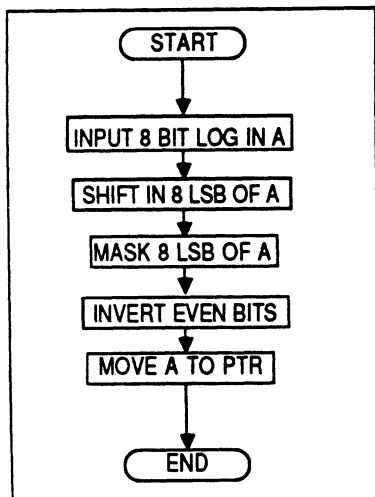 START
INPUT 8 BIT LOG IN A
SHIFT IN 8 LSB OF A
MASK 8 LSB OF A
INVERT EVEN BITS
MOVE A TO PTR
END